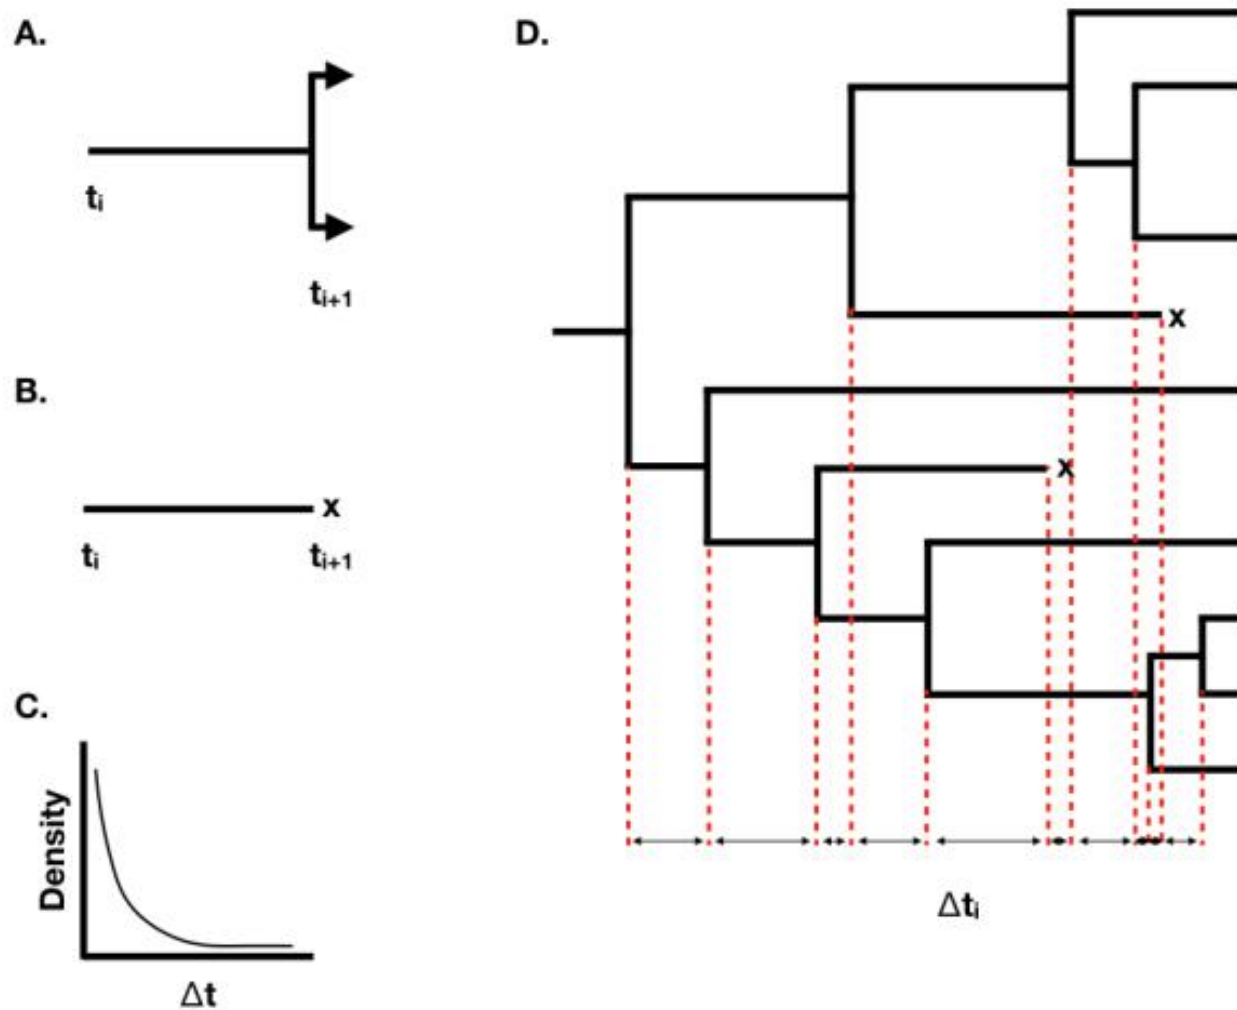 A.
tᵢ
tᵢ₊₁
B.
x
tᵢ
tᵢ₊₁
C.
Density
Δt
D.
x
x
Δtᵢ